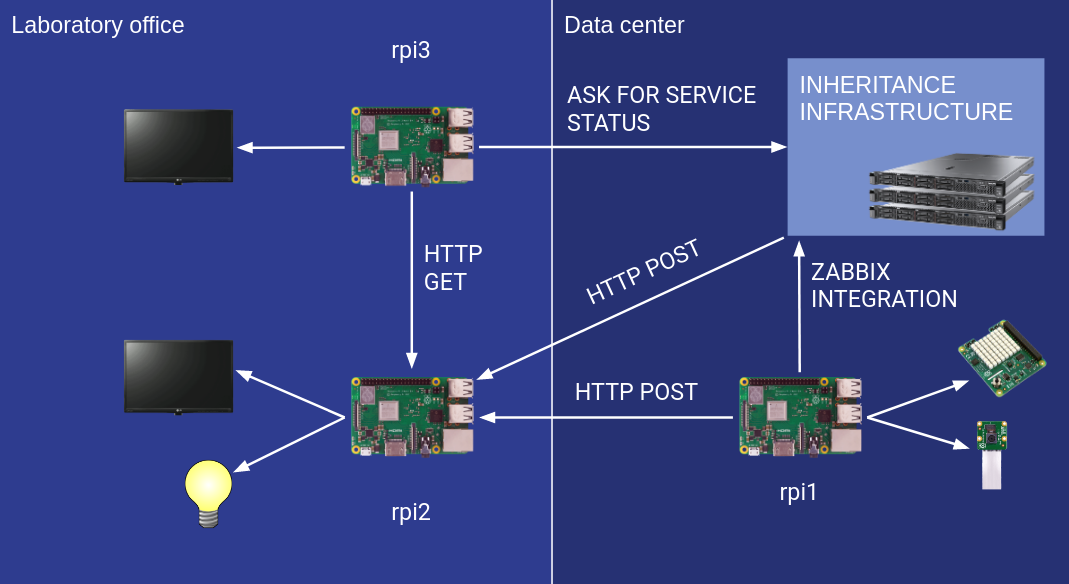 Laboratory office
Data center
rpi3
INHERITANCE
INFRASTRUCTURE
ASK FOR SERVICE
STATUS
HTTP
GET
HTTP POST
ZABBIX
INTEGRATION
HTTP POST
rpi1
rpi2